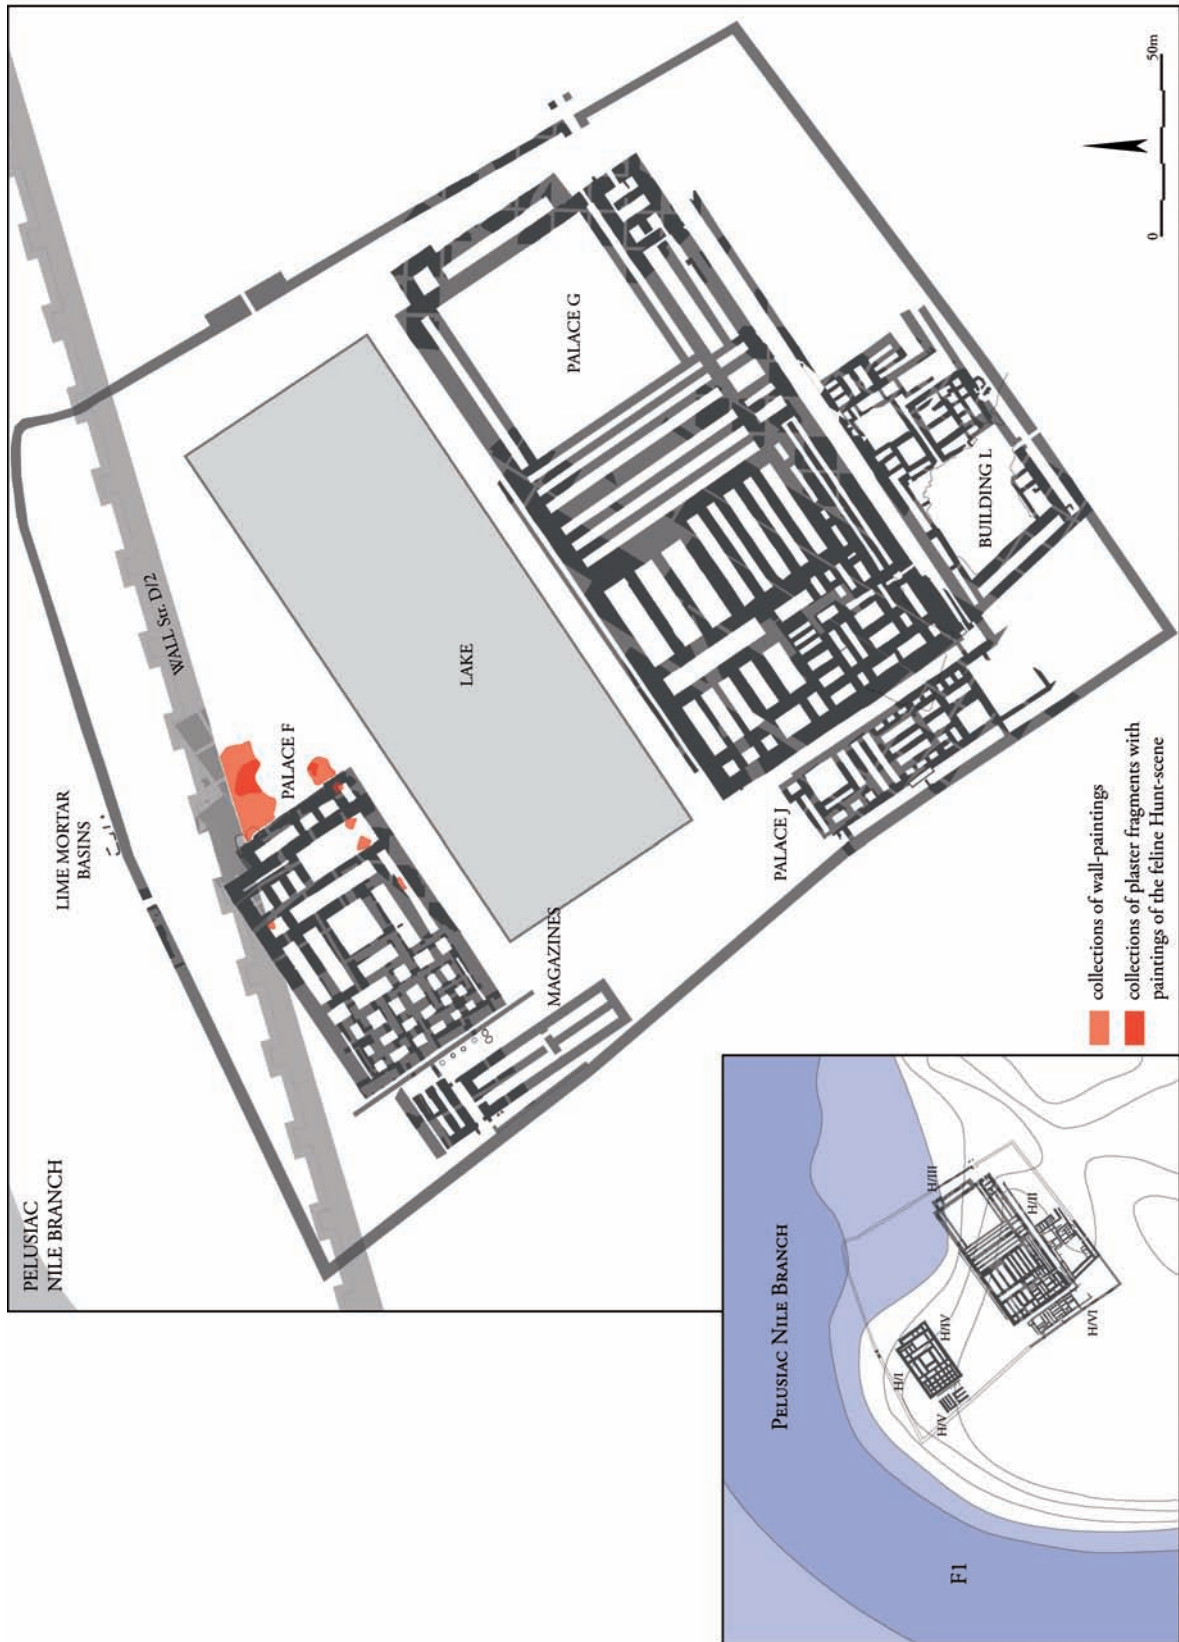 PELUSIAC
NILE BRANCH
LIME MORTAR
BASINS
WALL Str. D/2
PALACE F
LAKE
MAGAZINES
PALACE G
PALACE J
BUILDING L
0
50m
collections of wall-paintings
collections of plaster fragments with
paintings of the feline Hunt-scene
PELUSIAC NILE BRANCH
F1
H/I
H/IV
H/V
H/III
H/II
H/VI